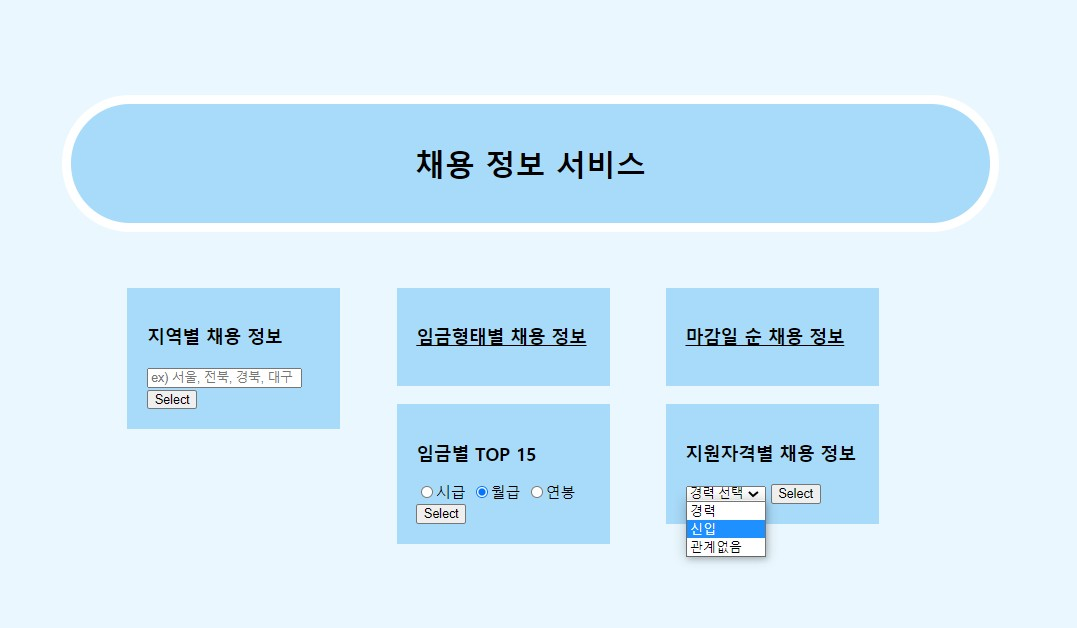 채용 정보 서비스
지역별 채용 정보
ex) 서울, 전북, 경북, 대구
Select
임금형태별 채용 정보
마감일 순 채용 정보
임금별 TOP 15
시급 월급 연봉
Select
지원자격별 채용 정보
경력 선택 Select
경력
신입
관계없음